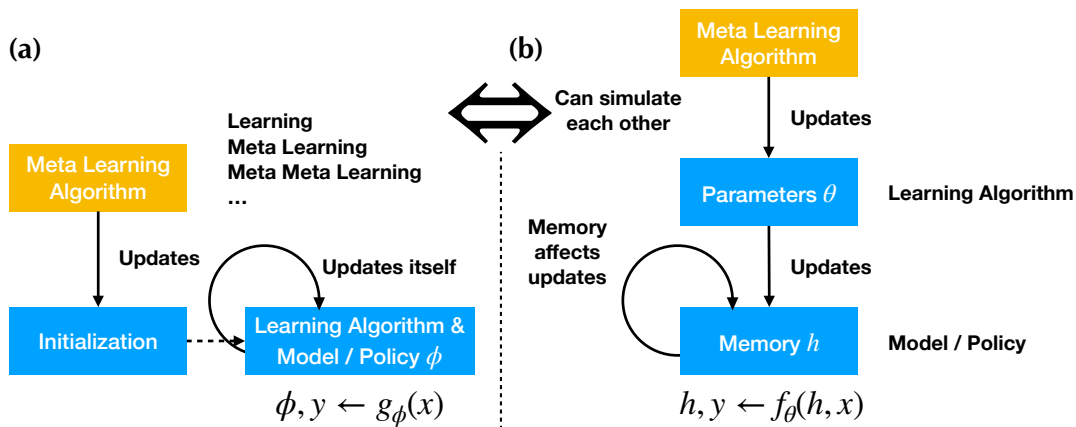 (a)
Meta Learning
Algorithm
Updates
Initialization
Learning
Meta Learning
Meta Meta Learning
...
Updates itself
Learning Algorithm &
Model / Policy ϕ
ϕ, y ← g_ϕ(x)
Can simulate
each other
(b)
Meta Learning
Algorithm
Updates
Parameters θ
Learning Algorithm
Memory
affects
updates
Updates
Memory h
Model / Policy
h, y ← f_θ(h, x)